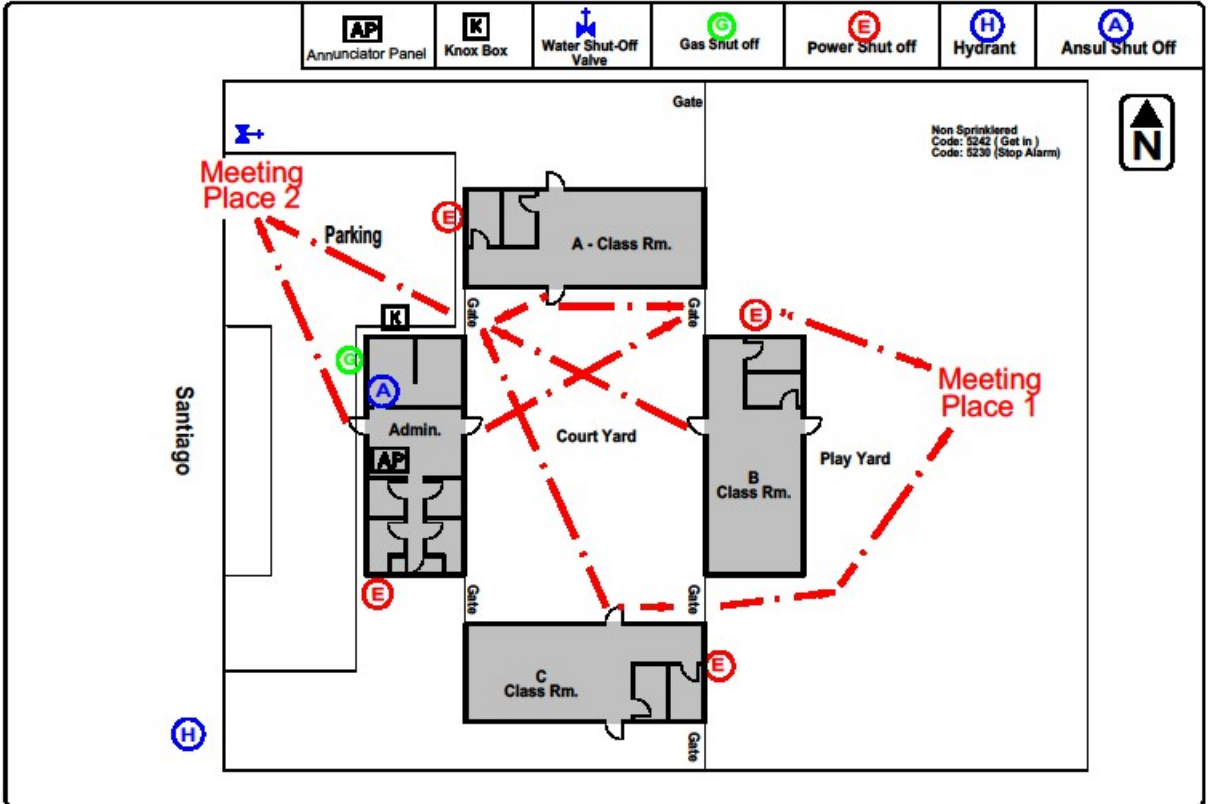 AP
Annunciator Panel
K
Knox Box
Water Shut-Off
Valve
G
Gas Shut off
E
Power Shut off
H
Hydrant
A
Ansul Shut Off
Gate
N
Non Sprinklered
Code: 5242 ( Get in )
Code: 5230 (Stop Alarm)
Meeting
Place 2
E
Parking
A - Class Rm.
K
Gate
Gate
E
G
A
Meeting
Place 1
Santiago
Admin.
Court Yard
AP
Play Yard
B
Class Rm.
E
Gate
Gate
C
Class Rm.
E
H
Gate